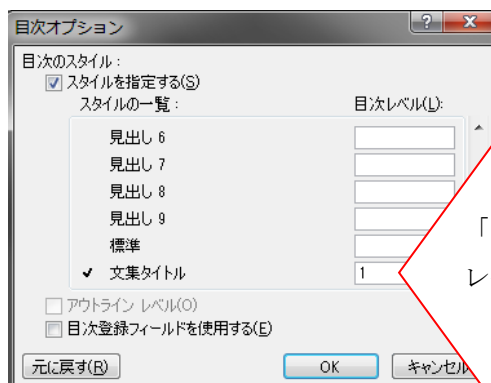 目次オプション
目次のスタイル：
スタイルを指定する(S)
スタイルの一覧：　目次レベル(L):
見出し 6
見出し 7
見出し 8
見出し 9
標準
文集タイトル　1
「
レ
アウトライン レベル(O)
目次登録フィールドを使用する(E)
元に戻す(R)　OK　キャンセル